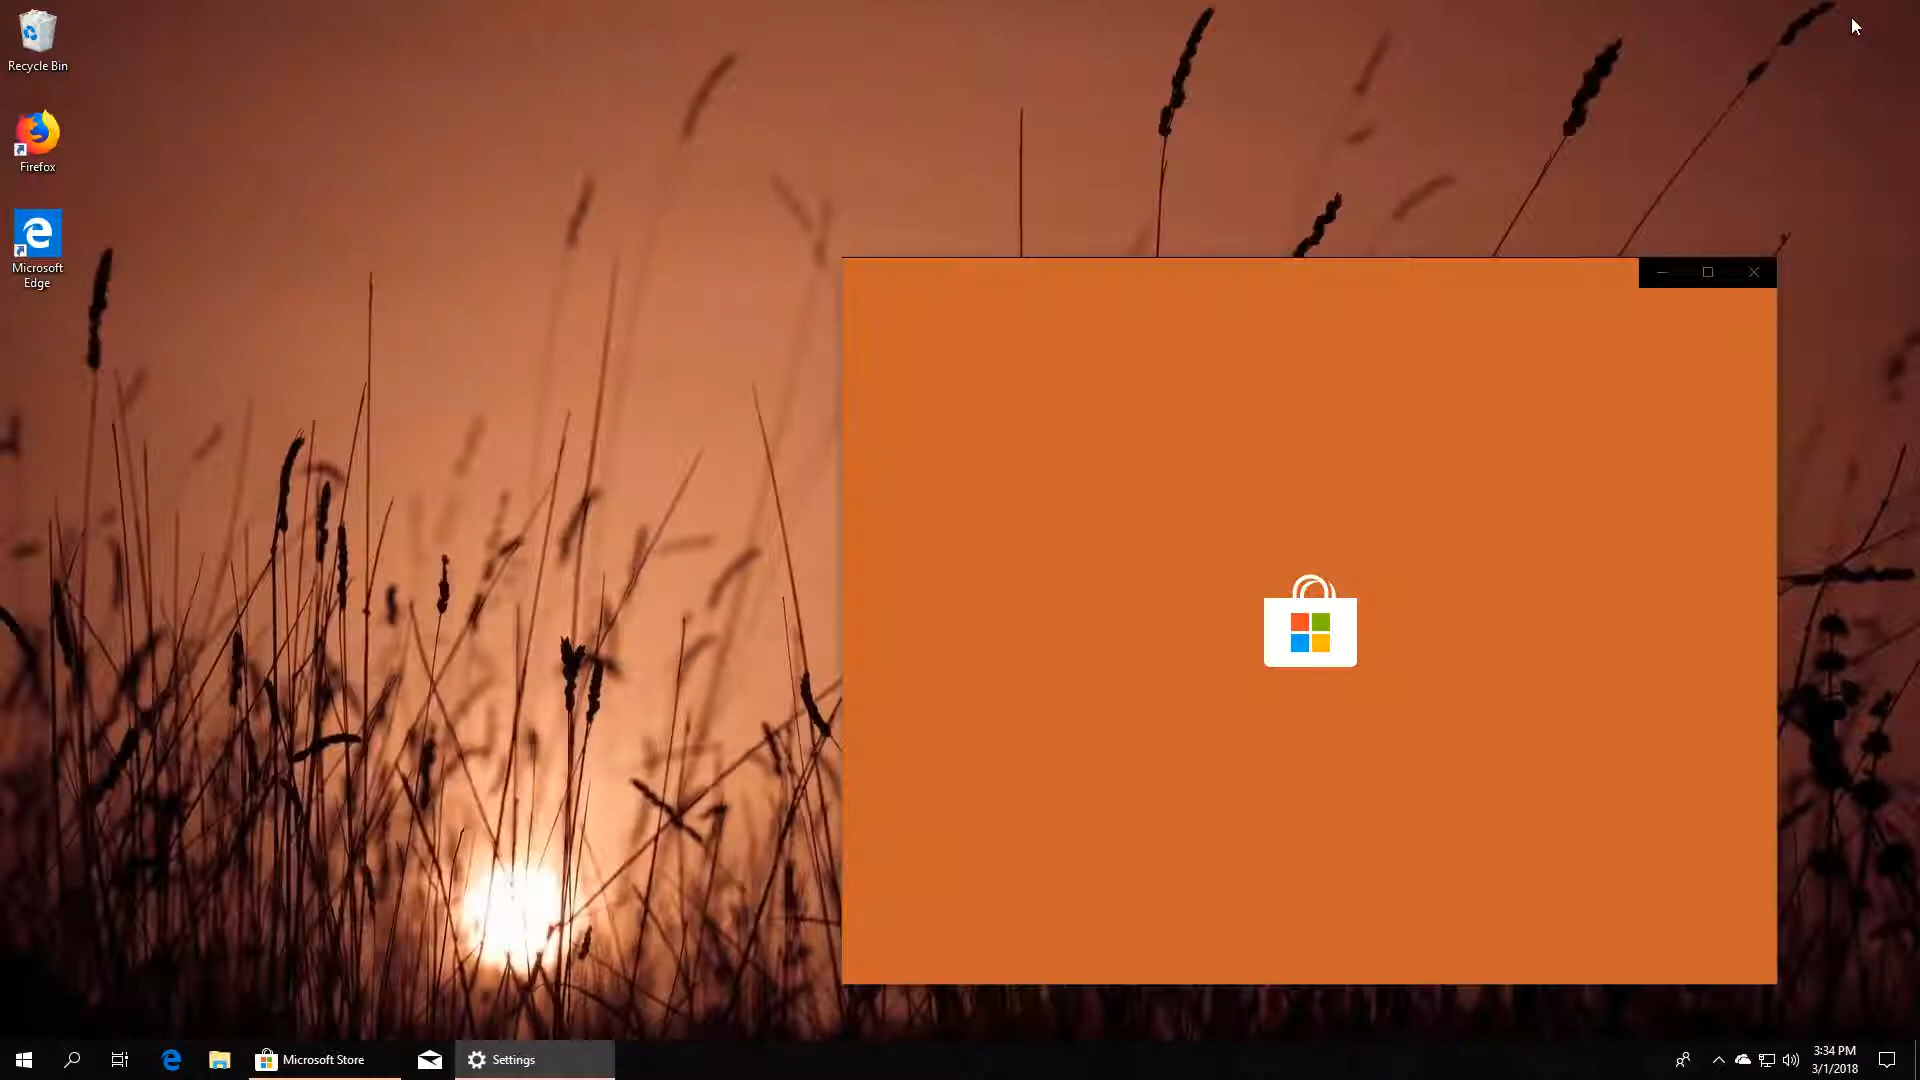 Recycle Bin
Firefox
Microsoft
Edge
Microsoft Store
Settings
3:34 PM
3/1/2018